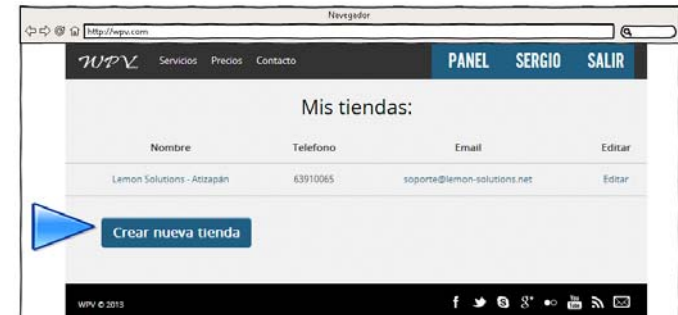 Navegador
http://wpv.com
WPV Servicios Precios Contacto PANEL SERGIO SALIR
Mis tiendas:
Nombre Telefono Email Editar
Lemon Solutions - Atizapán 63910065 soporte@lemon-solutions.net Editar
Crear nueva tienda
WPV © 2013